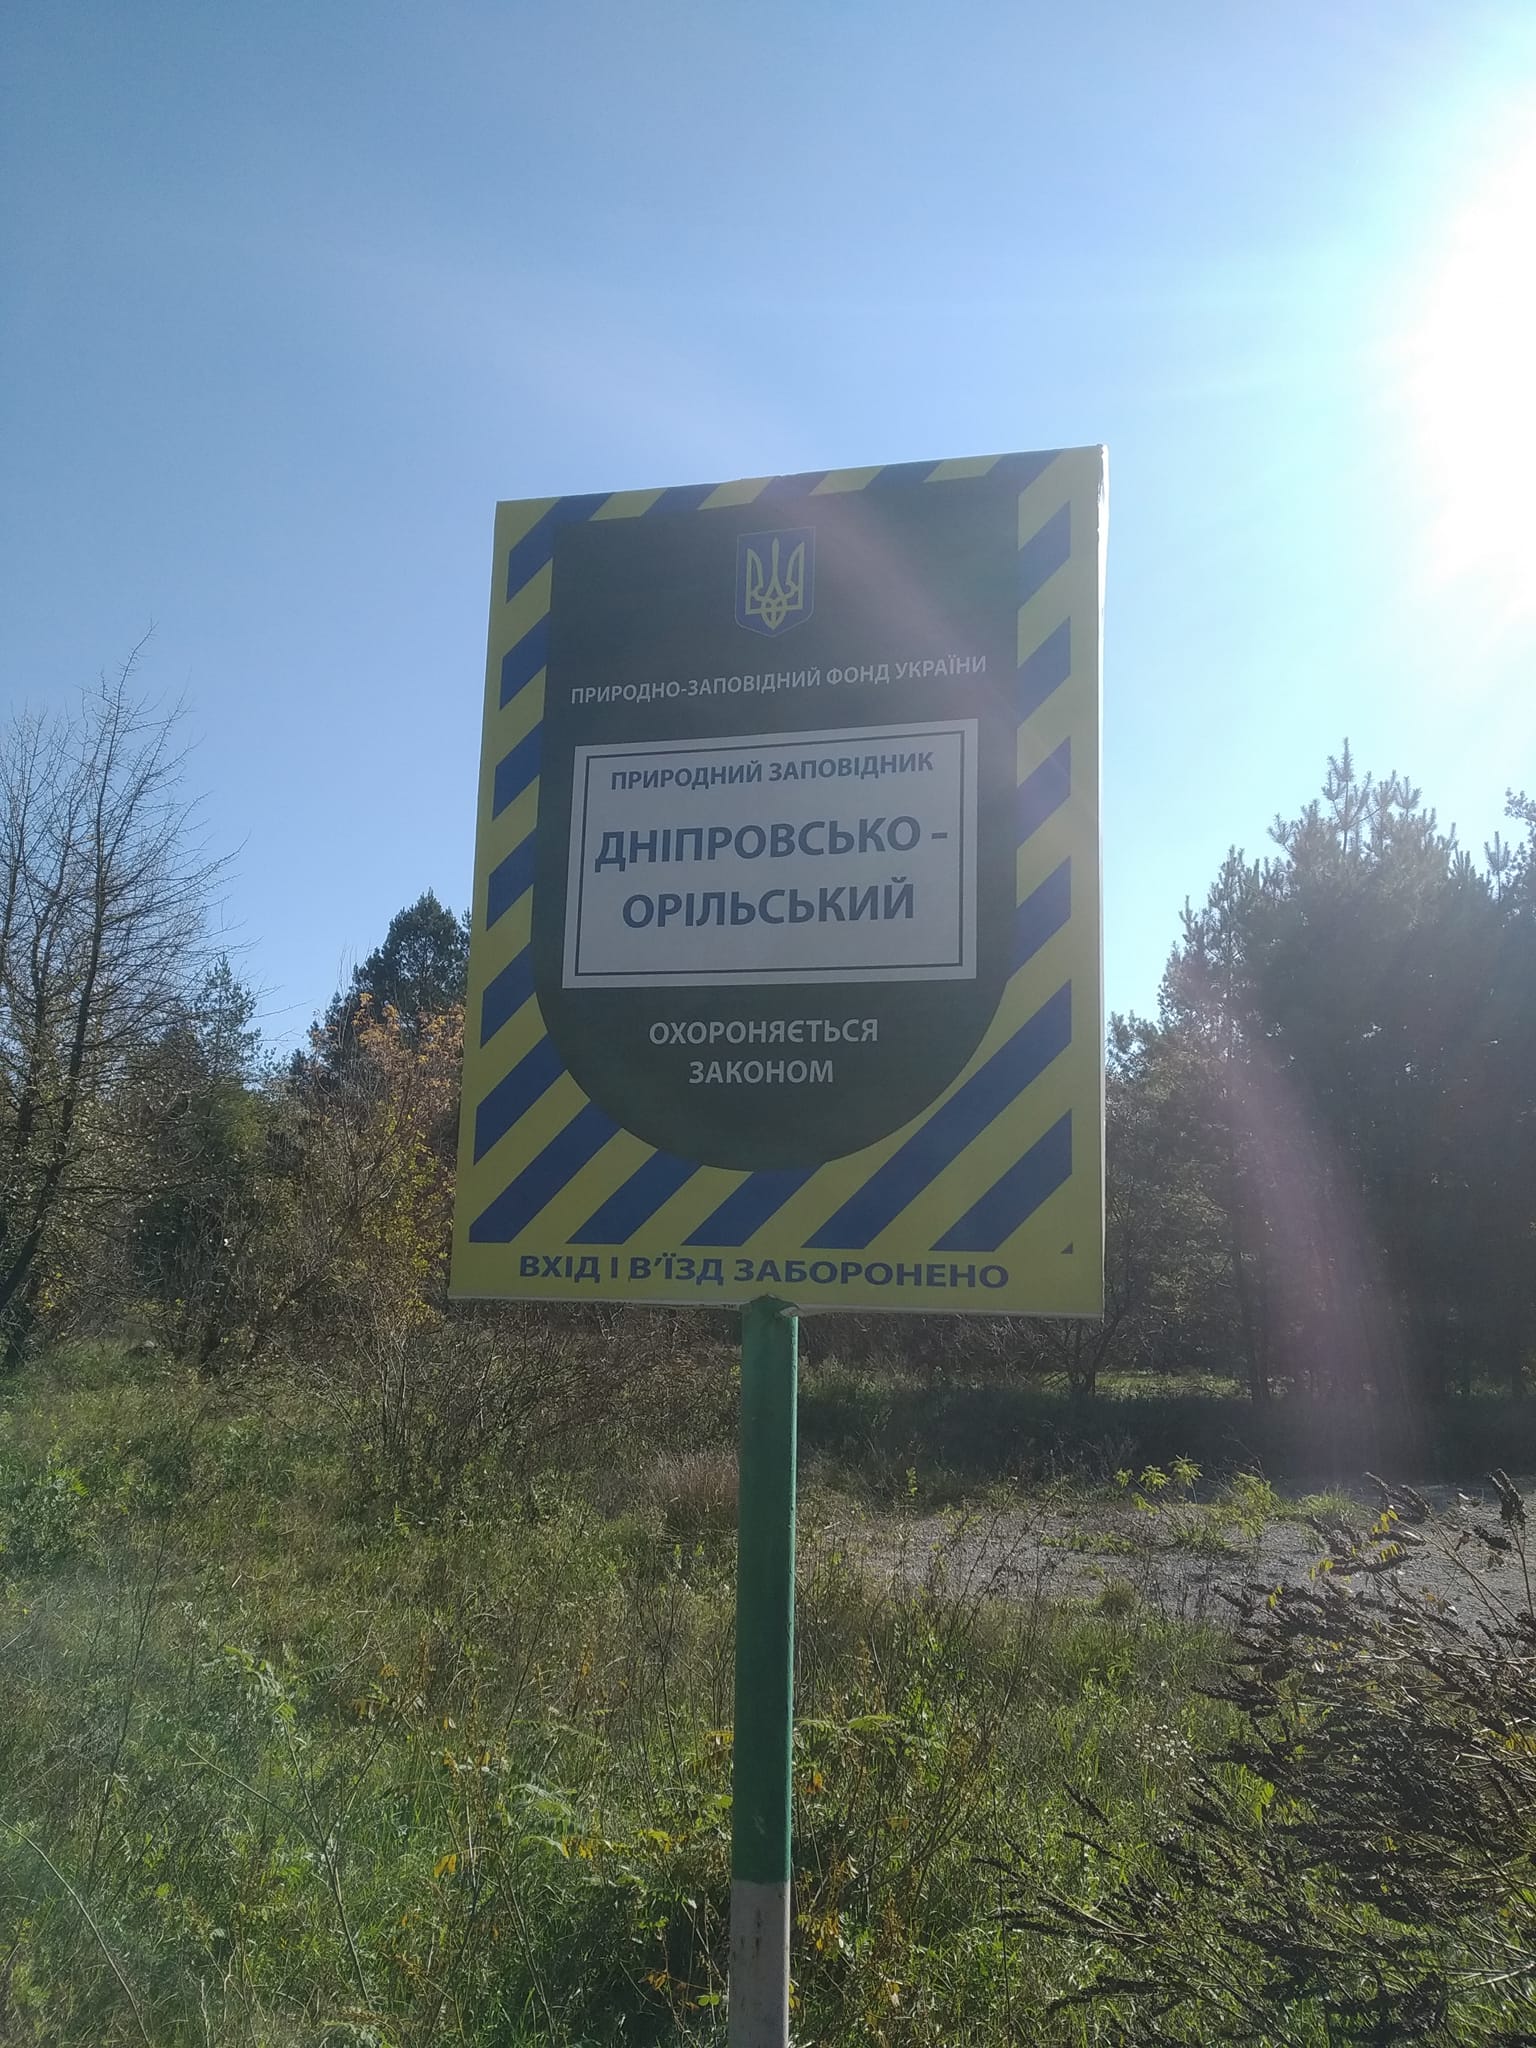 ПРИРОДНО-ЗАПОВІДНИЙ ФОНД УКРАЇНИ
ПРИРОДНИЙ ЗАПОВІДНИК
ДНІПРОВСЬКО-
ОРІЛЬСЬКИЙ
ОХОРОНЯЄТЬСЯ
ЗАКОНОМ
ВХІД І В'ЇЗД ЗАБОРОНЕНО